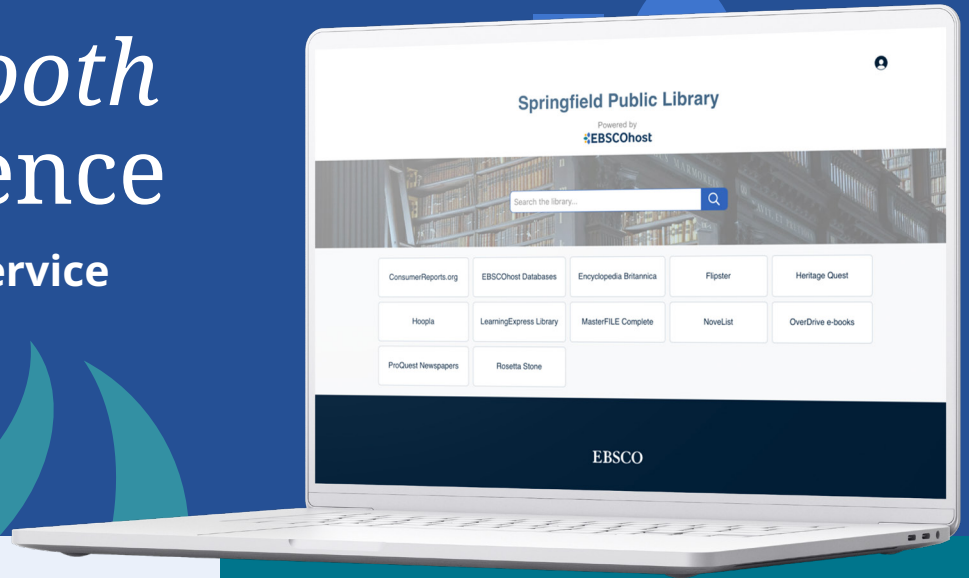 ooth
ence
ervice
Springfield Public Library
Powered by
EBSCOhost
Search the library...
ConsumerReports.org
EBSCOhost Databases
Encyclopedia Britannica
Flipster
Heritage Quest
Hoopla
LearningExpress Library
MasterFILE Complete
NoveList
OverDrive e-books
ProQuest Newspapers
Rosetta Stone
EBSCO